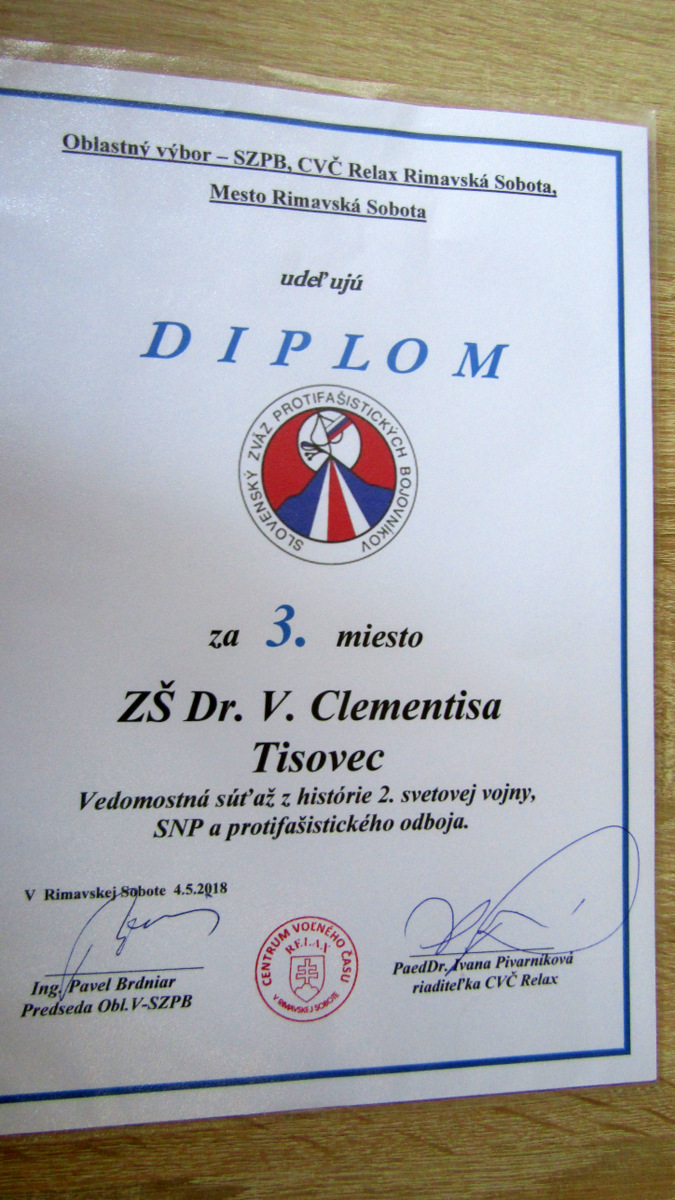 Oblastný výbor – SZPB, CVČ Relax Rimavská Sobota,
Mesto Rimavská Sobota
udeľujú
DIPLOM
SLOVENSKÝ ZVÄZ PROTIFAŠISTICKÝCH BOJOVNÍKOV
za 3. miesto
ZŠ Dr. V. Clementisa
Tisovec
Vedomostná súťaž z histórie 2. svetovej vojny,
SNP a protifašistického odboja.
V Rimavskej Sobote 4.5.2018
Ing. Pavel Brdniar
Predseda Obl.V-SZPB
CENTRUM VOĽNÉHO ČASU
RELAX
V RIMAVSKEJ SOBOTE
PaedDr. Ivana Pivarníková
riaditeľka CVČ Relax